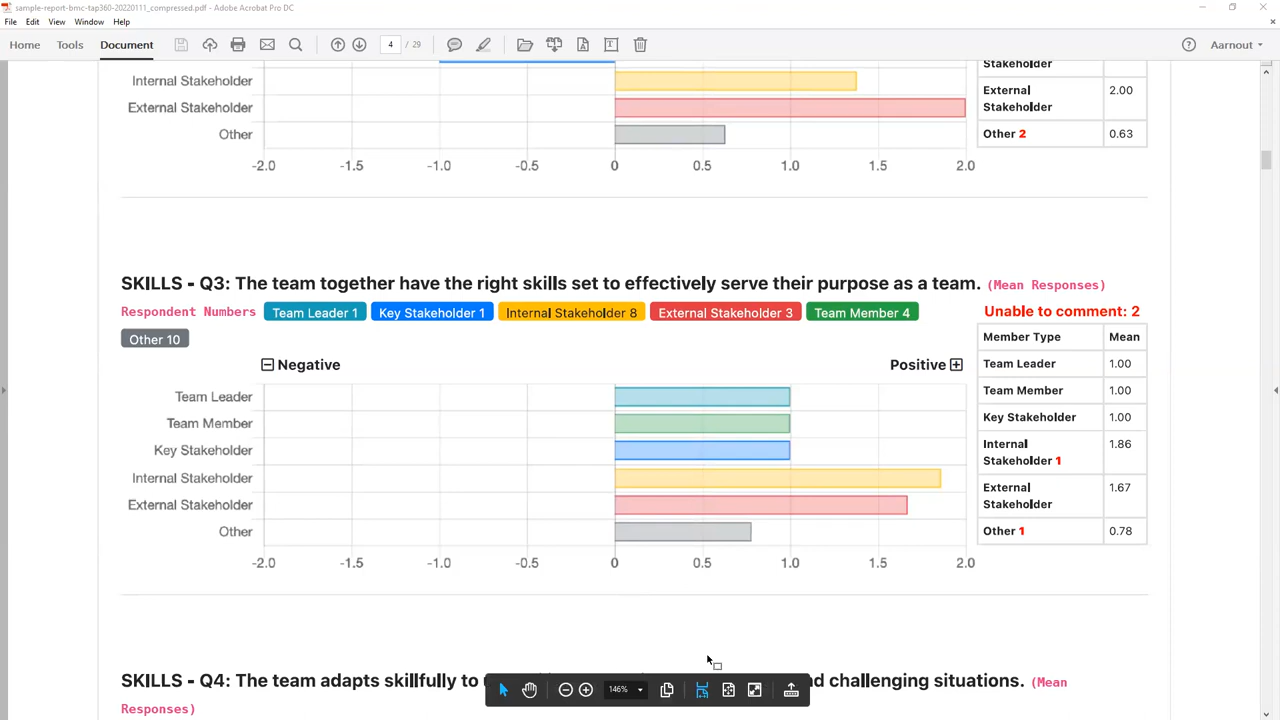 sample-report-bmc-tap360-20220111_compressed.pdf - Adobe Acrobat Pro DC
File Edit View Window Help
Home Tools Document 4 / 29 Aarnout
Stakeholder
Internal Stakeholder
External Stakeholder 2.00
External Stakeholder
Other
Other 2 0.63
-2.0 -1.5 -1.0 -0.5 0 0.5 1.0 1.5 2.0
SKILLS - Q3: The team together have the right skills set to effectively serve their purpose as a team. (Mean Responses)
Respondent Numbers Team Leader 1 Key Stakeholder 1 Internal Stakeholder 8 External Stakeholder 3 Team Member 4
Other 10
Unable to comment: 2
Negative Positive
Team Leader
Team Member
Key Stakeholder
Internal Stakeholder
External Stakeholder
Other
-2.0 -1.5 -1.0 -0.5 0 0.5 1.0 1.5 2.0
Member Type Mean
Team Leader 1.00
Team Member 1.00
Key Stakeholder 1.00
Internal 1.86
Stakeholder 1
External 1.67
Stakeholder
Other 1 0.78
SKILLS - Q4: The team adapts skillfully to d challenging situations. (Mean
Responses)
146%